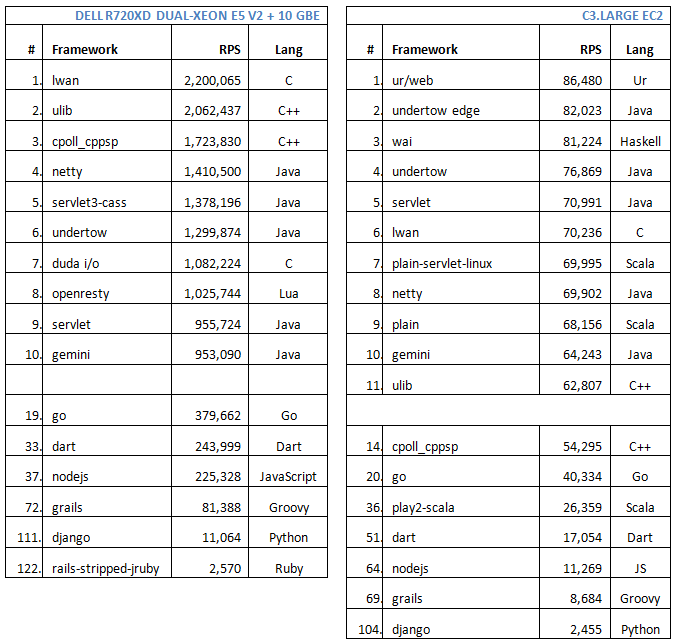 DELL R720XD DUAL-XEON E5 V2 + 10 GBE
# Framework RPS Lang
1. lwan 2,200,065 C
2. ulib 2,062,437 C++
3. cpoll_cppsp 1,723,830 C++
4. netty 1,410,500 Java
5. servlet3-cass 1,378,196 Java
6. undertow 1,299,874 Java
7. duda i/o 1,082,224 C
8. openresty 1,025,744 Lua
9. servlet 955,724 Java
10. gemini 953,090 Java
19. go 379,662 Go
33. dart 243,999 Dart
37. nodejs 225,328 JavaScript
72. grails 81,388 Groovy
111. django 11,064 Python
122. rails-stripped-jruby 2,570 Ruby
C3.LARGE EC2
# Framework RPS Lang
1. ur/web 86,480 Ur
2. undertow edge 82,023 Java
3. wai 81,224 Haskell
4. undertow 76,869 Java
5. servlet 70,991 Java
6. lwan 70,236 C
7. plain-servlet-linux 69,995 Scala
8. netty 69,902 Java
9. plain 68,156 Scala
10. gemini 64,243 Java
11. ulib 62,807 C++
14. cpoll_cppsp 54,295 C++
20. go 40,334 Go
36. play2-scala 26,359 Scala
51. dart 17,054 Dart
64. nodejs 11,269 JS
69. grails 8,684 Groovy
104. django 2,455 Python